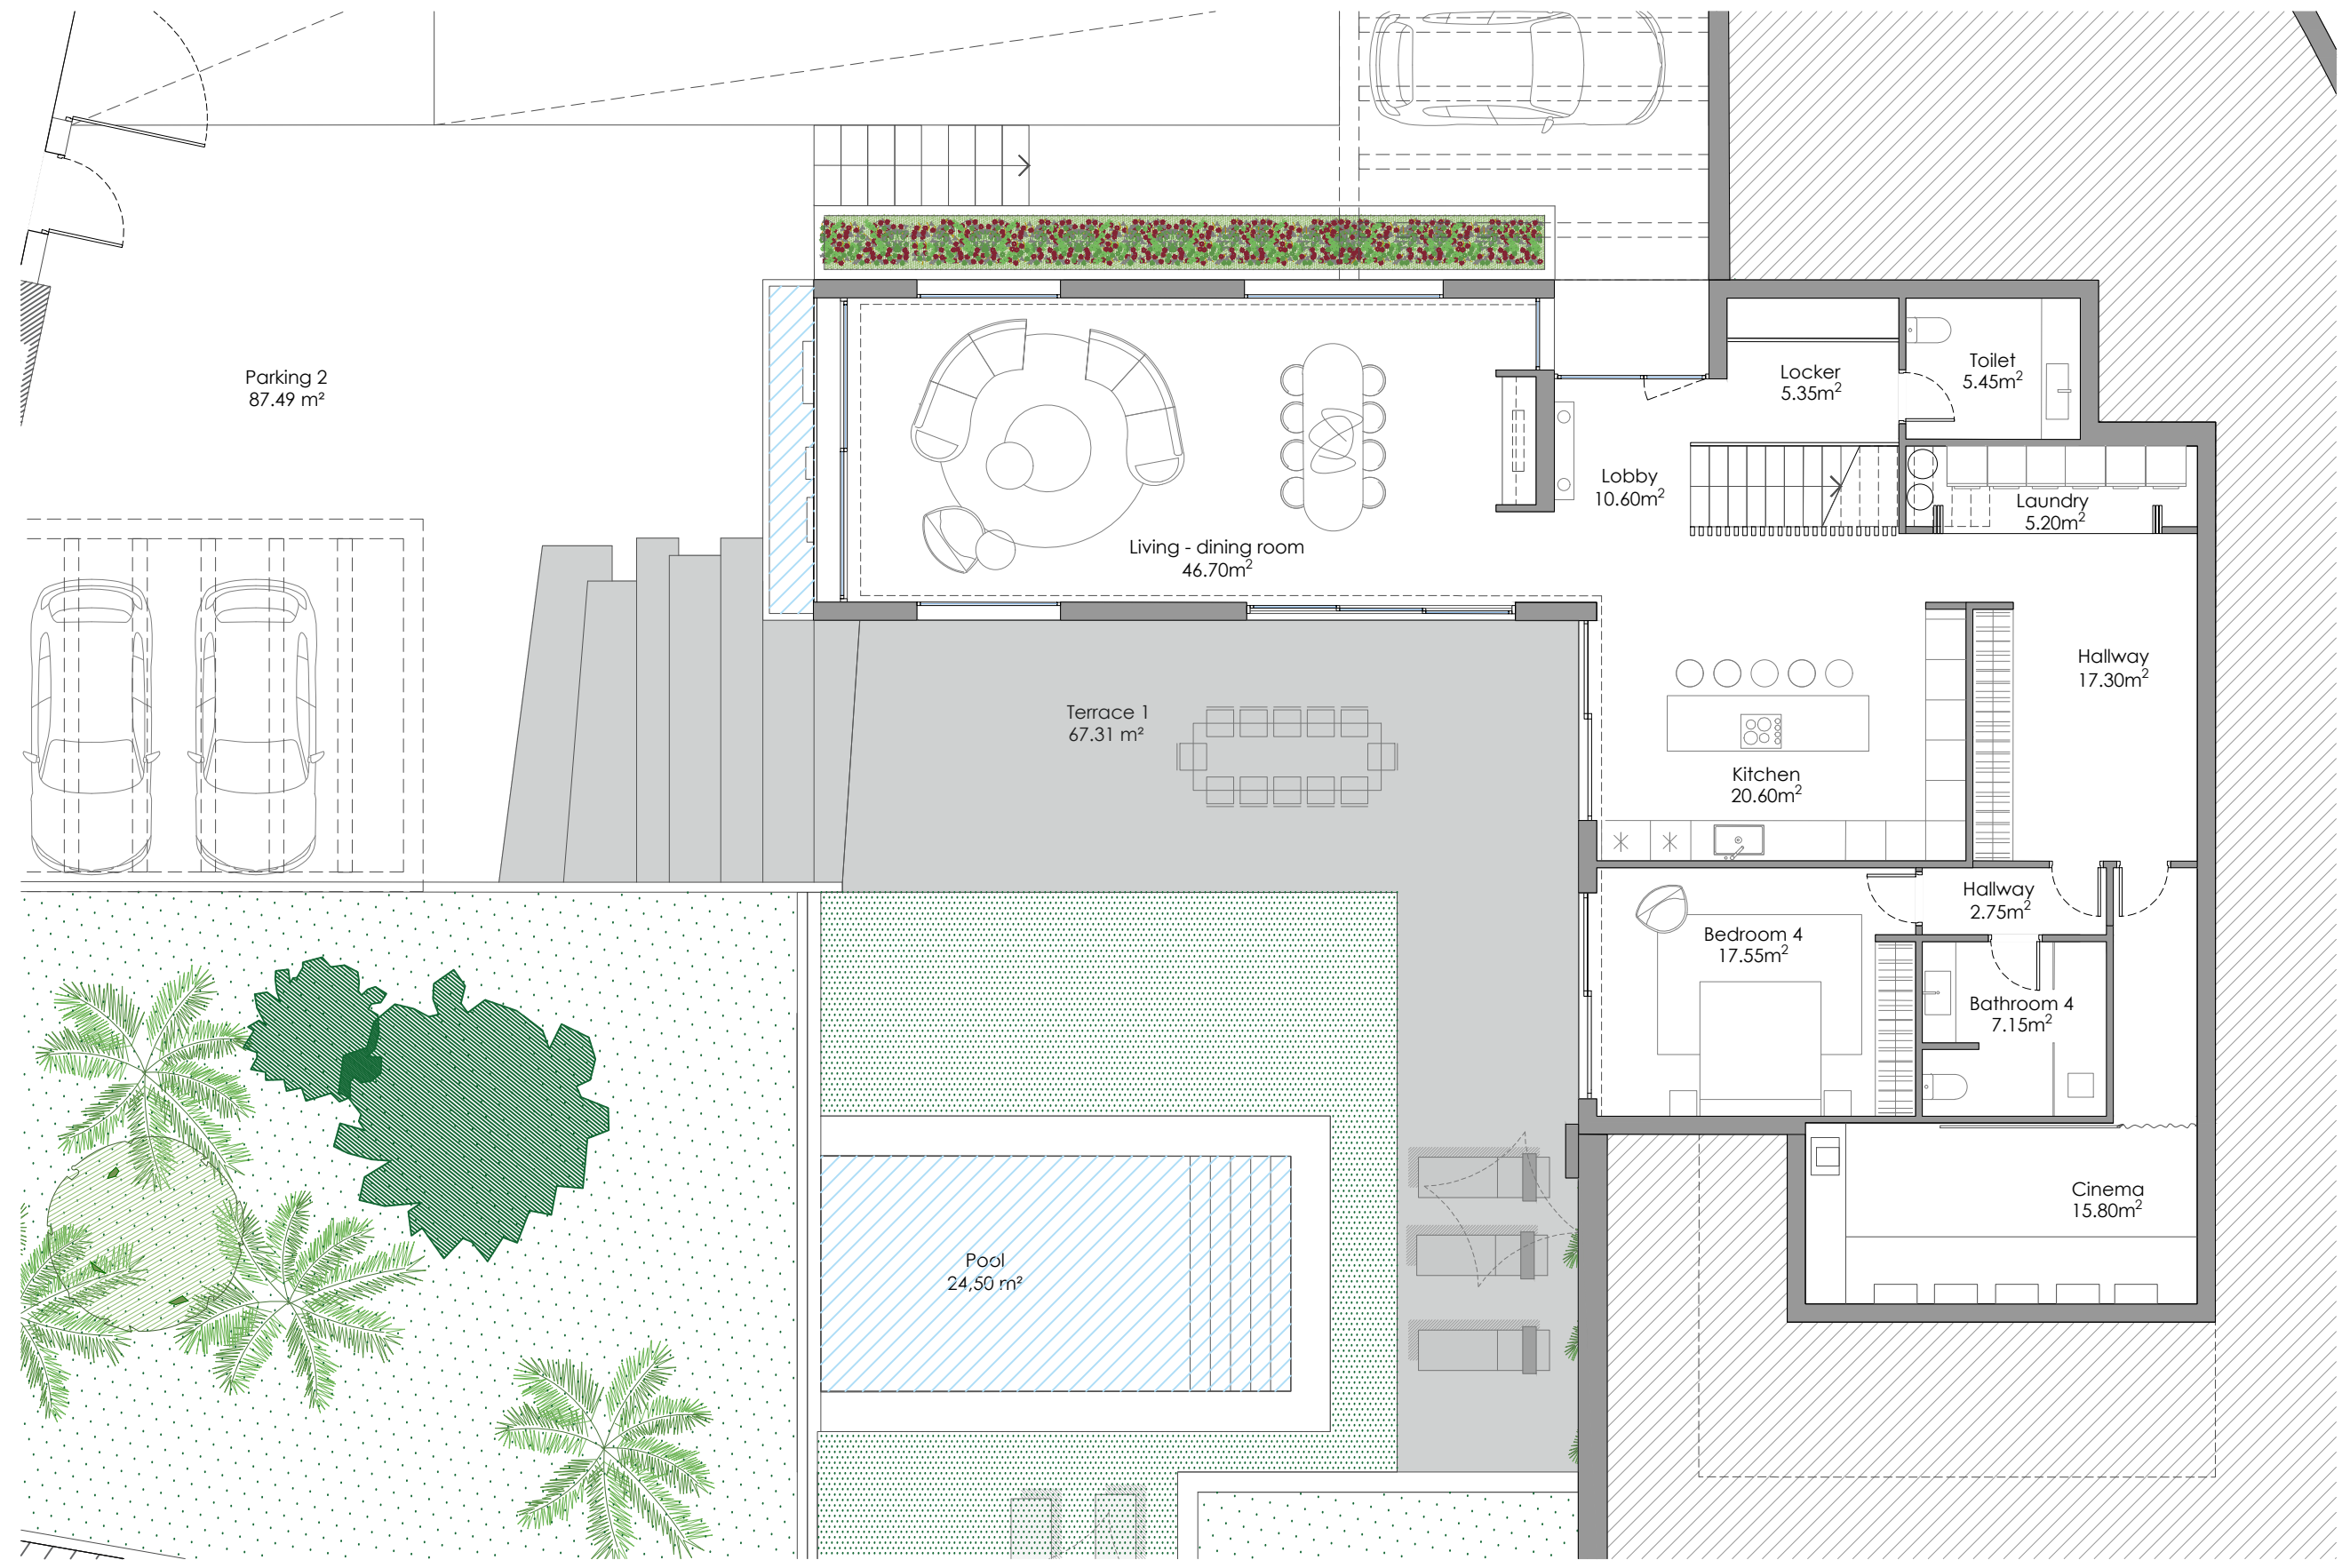 Parking 2
87.49 m²
Locker
5.35m²
Toilet
5.45m²
Lobby
10.60m²
Laundry
5.20m²
Living - dining room
46.70m²
Hallway
17.30m²
Terrace 1
67.31 m²
Kitchen
20.60m²
Hallway
2.75m²
Bedroom 4
17.55m²
Bathroom 4
7.15m²
Cinema
15.80m²
Pool
24,50 m²